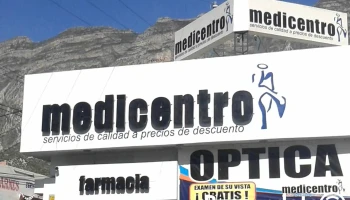 medicentro
servicios de calidad a precios de descuento
medicentro
medicentro
servicios de calidad a precios de descuento
OPTICA
farmacia
EXAMEN DE SU VISTA
¡GRATIS!
medicentro